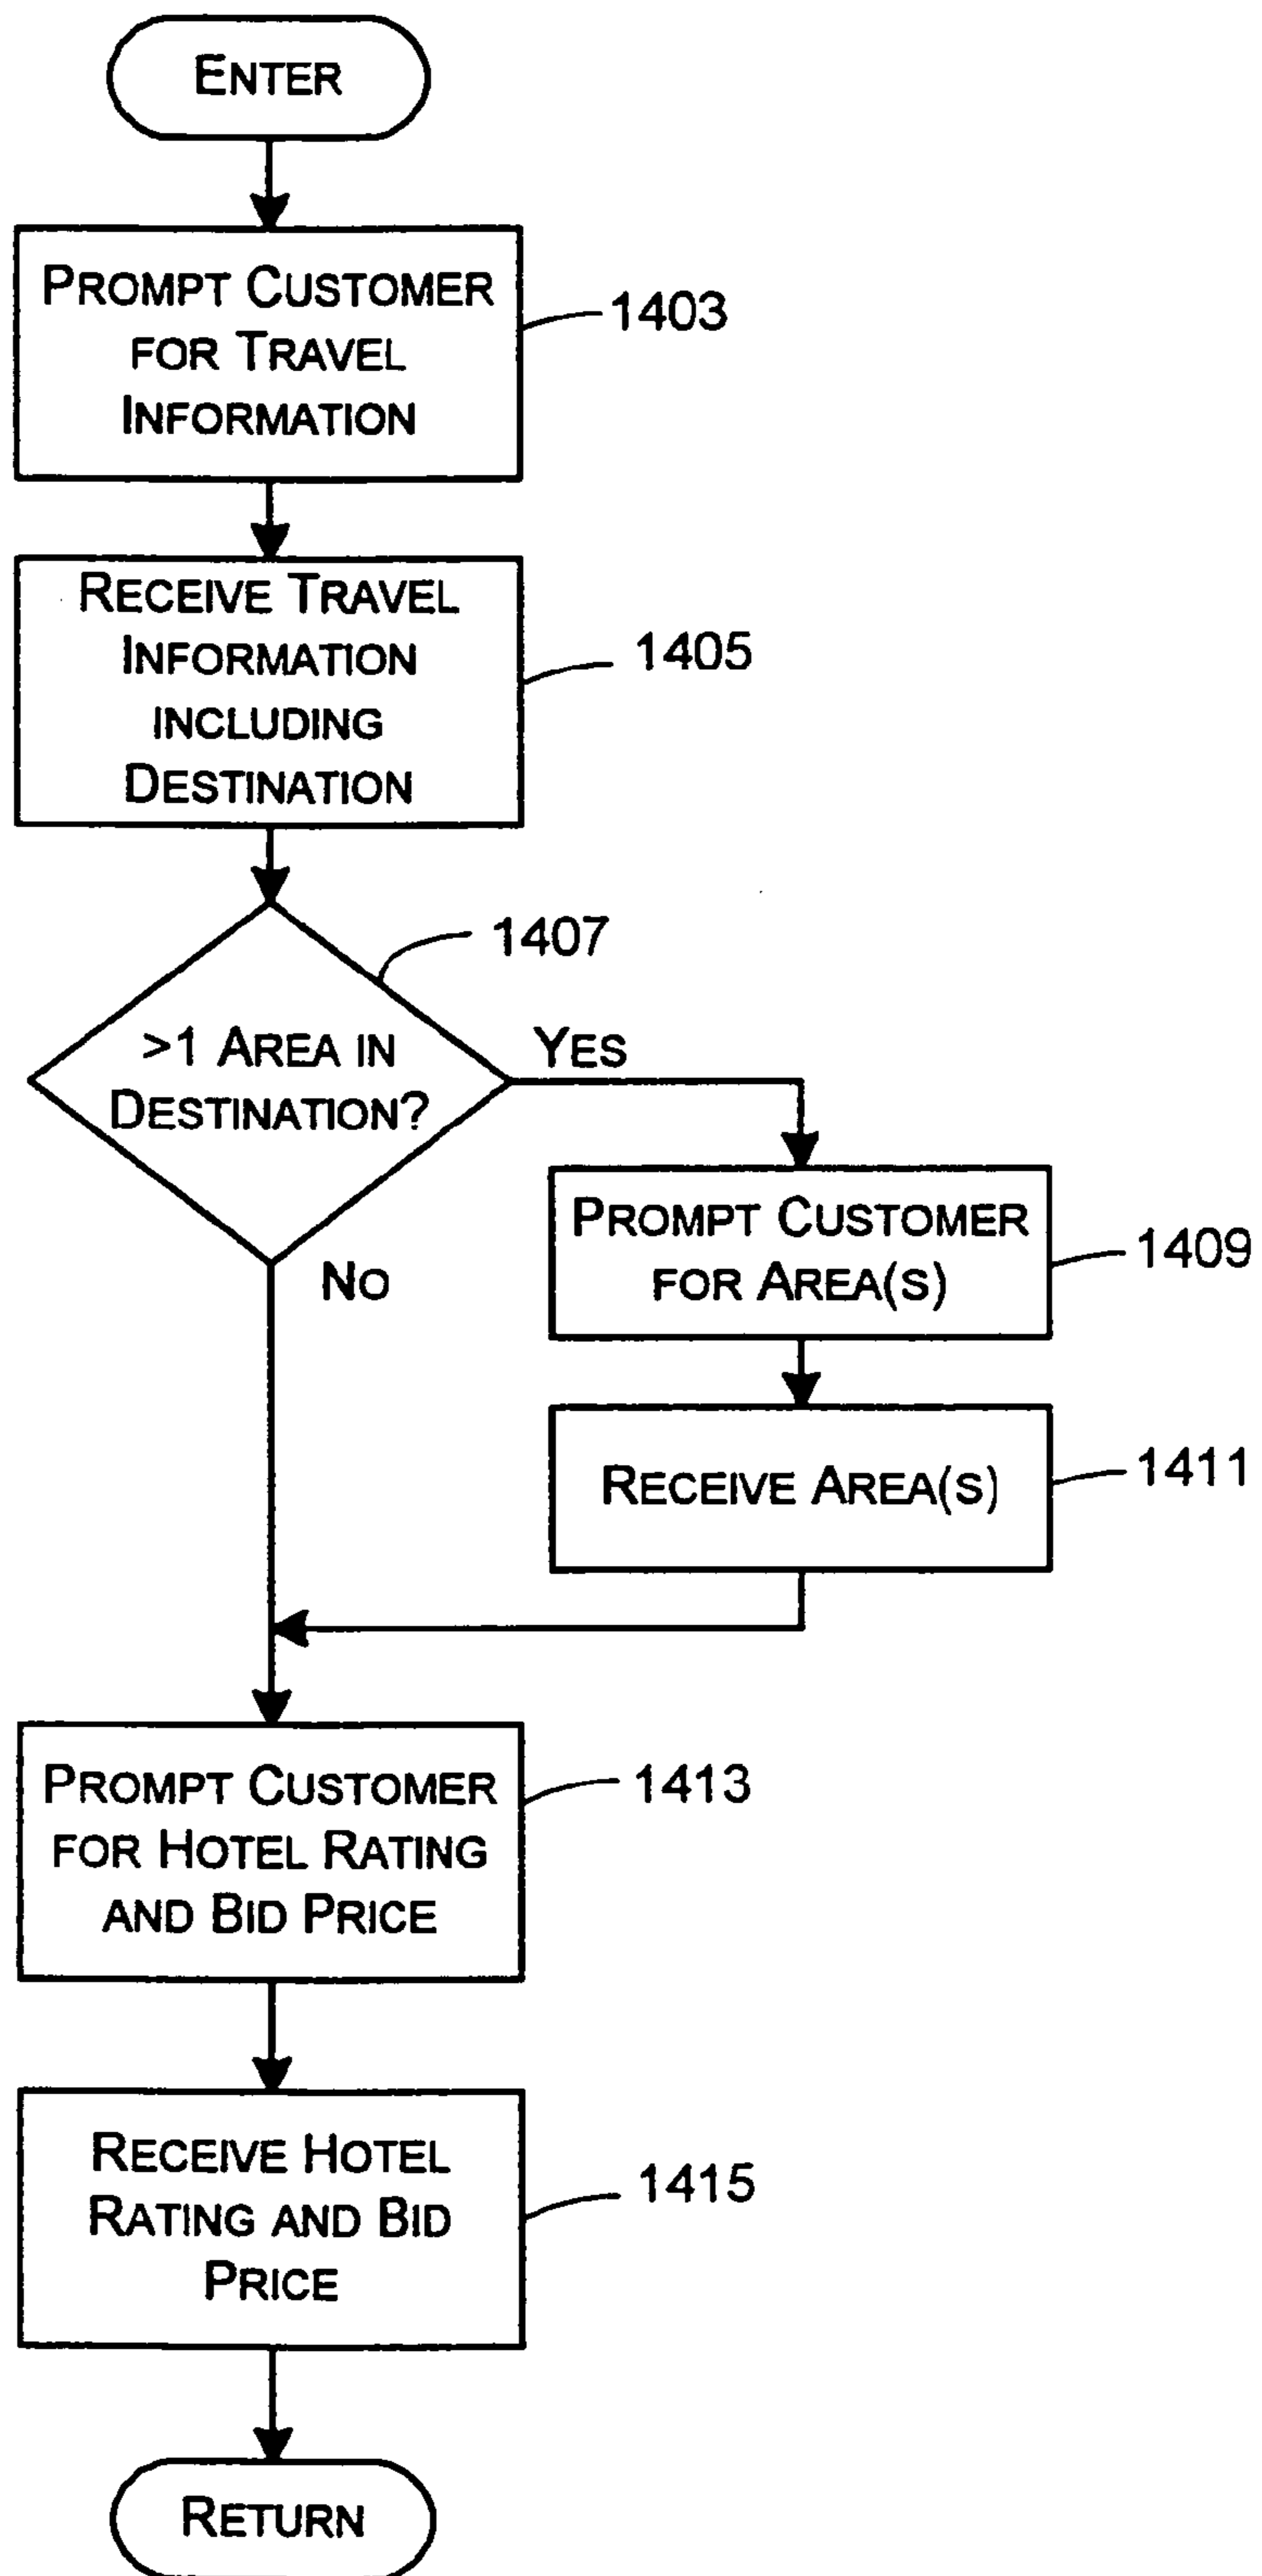 ENTER
PROMPT CUSTOMER
FOR TRAVEL
INFORMATION
1403
RECEIVE TRAVEL
INFORMATION
INCLUDING
DESTINATION
1405
1407
>1 AREA IN
DESTINATION?
YES
NO
PROMPT CUSTOMER
FOR AREA(S)
1409
RECEIVE AREA(S)
1411
PROMPT CUSTOMER
FOR HOTEL RATING
AND BID PRICE
1413
RECEIVE HOTEL
RATING AND BID
PRICE
1415
RETURN